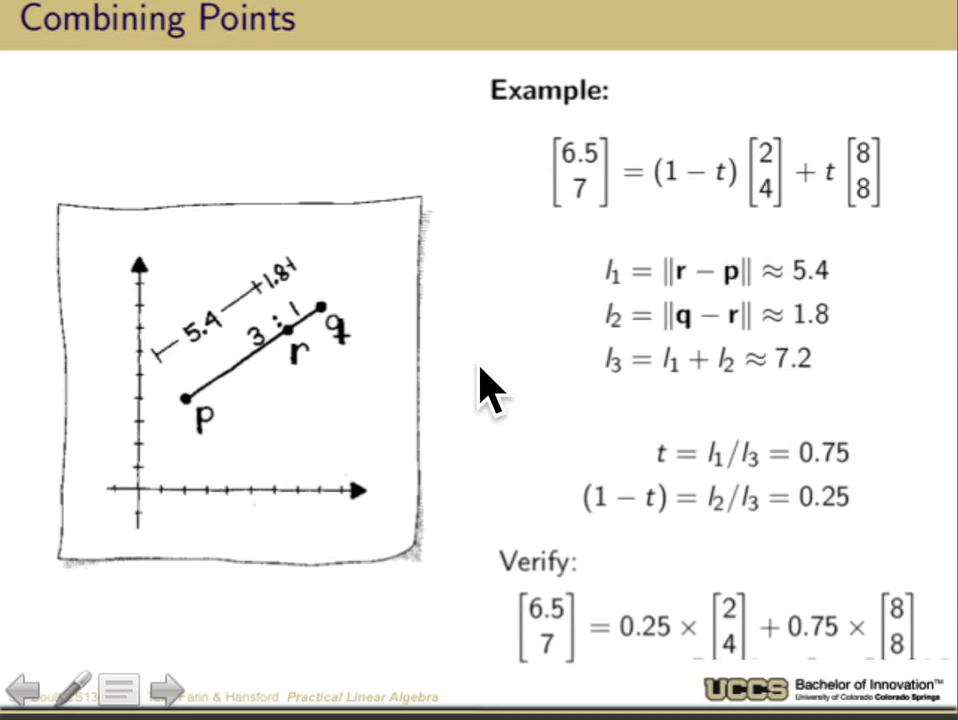 Combining Points
Example:
[6.5 7] = (1 − t) [2 4] + t [8 8]
l₁ = ‖r − p‖ ≈ 5.4
l₂ = ‖q − r‖ ≈ 1.8
l₃ = l₁ + l₂ ≈ 7.2
t = l₁/l₃ = 0.75
(1 − t) = l₂/l₃ = 0.25
Verify:
[6.5 7] = 0.25 × [2 4] + 0.75 × [8 8]
5.4
1.8
3 : 1
q
r
p
Farin & Hansford Practical Linear Algebra
UCCS
Bachelor of Innovation™
University of Colorado Colorado Springs